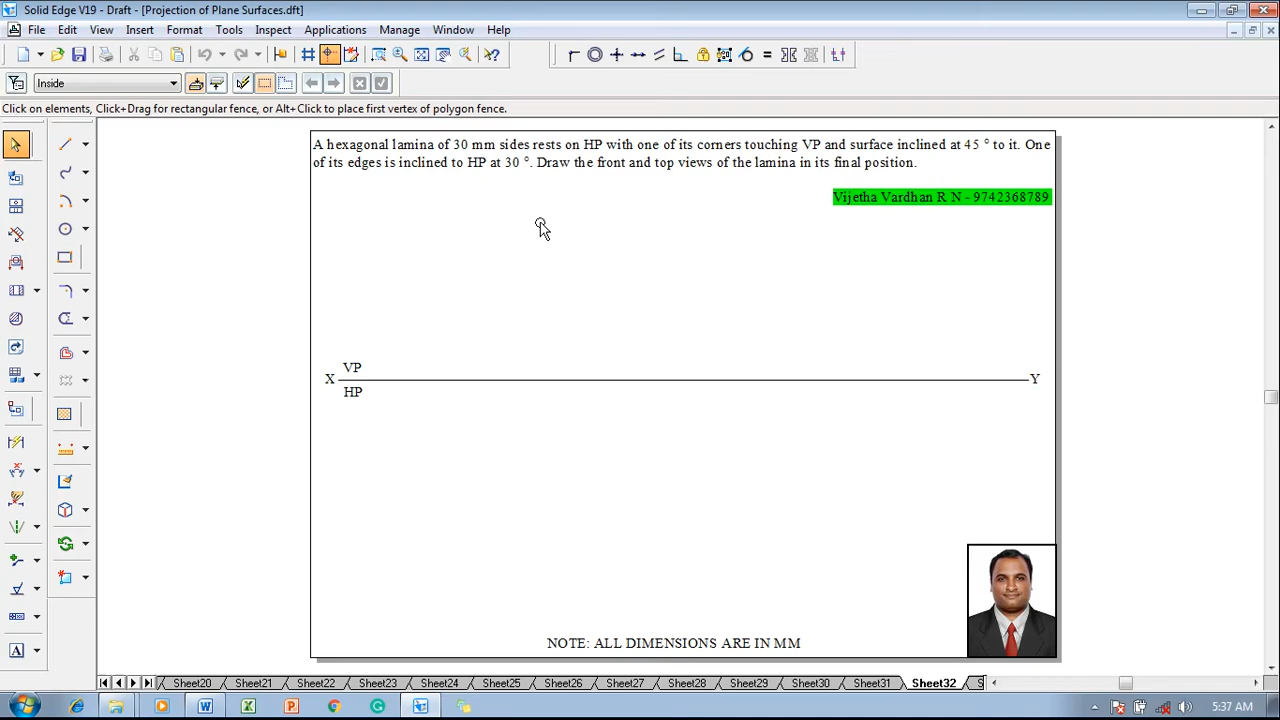 Solid Edge V19 - Draft - [Projection of Plane Surfaces.dft]
File Edit View Insert Format Tools Inspect Applications Manage Window Help
Inside
Click on elements, Click+Drag for rectangular fence, or Alt+Click to place first vertex of polygon fence.
A hexagonal lamina of 30 mm sides rests on HP with one of its corners touching VP and surface inclined at 45 ° to it. One
of its edges is inclined to HP at 30 °. Draw the front and top views of the lamina in its final position.
Vijetha Vardhan R N - 9742368789
VP
X Y
HP
NOTE: ALL DIMENSIONS ARE IN MM
Sheet20 Sheet21 Sheet22 Sheet23 Sheet24 Sheet25 Sheet26 Sheet27 Sheet28 Sheet29 Sheet30 Sheet31 Sheet32 S
5:37 AM